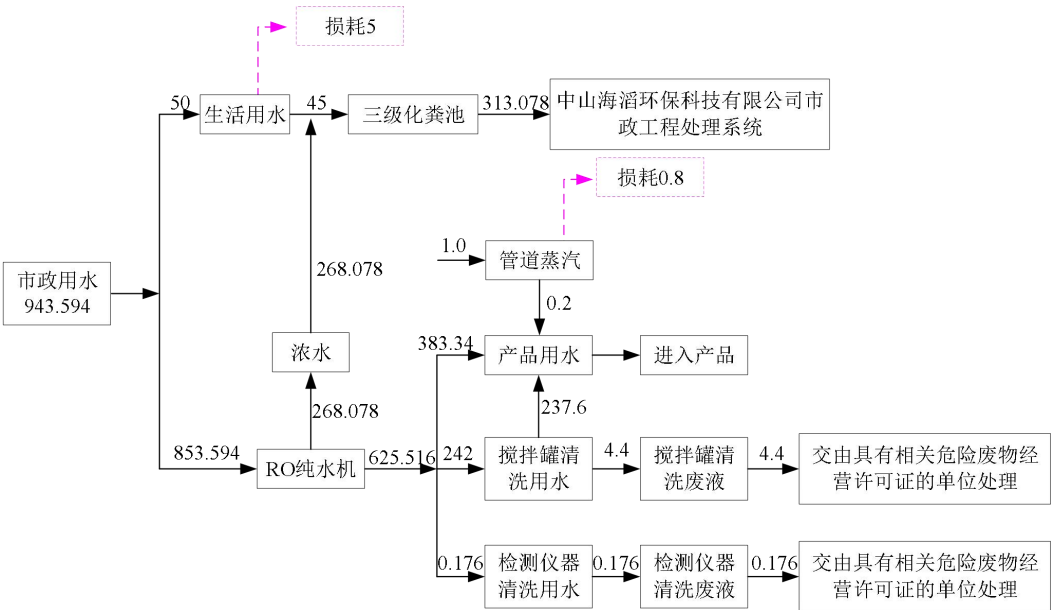 损耗5
50
生活用水
45
三级化粪池
313.078
中山海滔环保科技有限公司市
政工程处理系统
损耗0.8
1.0
管道蒸汽
市政用水
943.594
268.078
0.2
浓水
383.34
产品用水
进入产品
268.078
237.6
853.594
RO纯水机
625.516
242
搅拌罐清
洗用水
4.4
搅拌罐清
洗废液
4.4
交由具有相关危险废物经
营许可证的单位处理
0.176
检测仪器
清洗用水
0.176
检测仪器
清洗废液
0.176
交由具有相关危险废物经
营许可证的单位处理